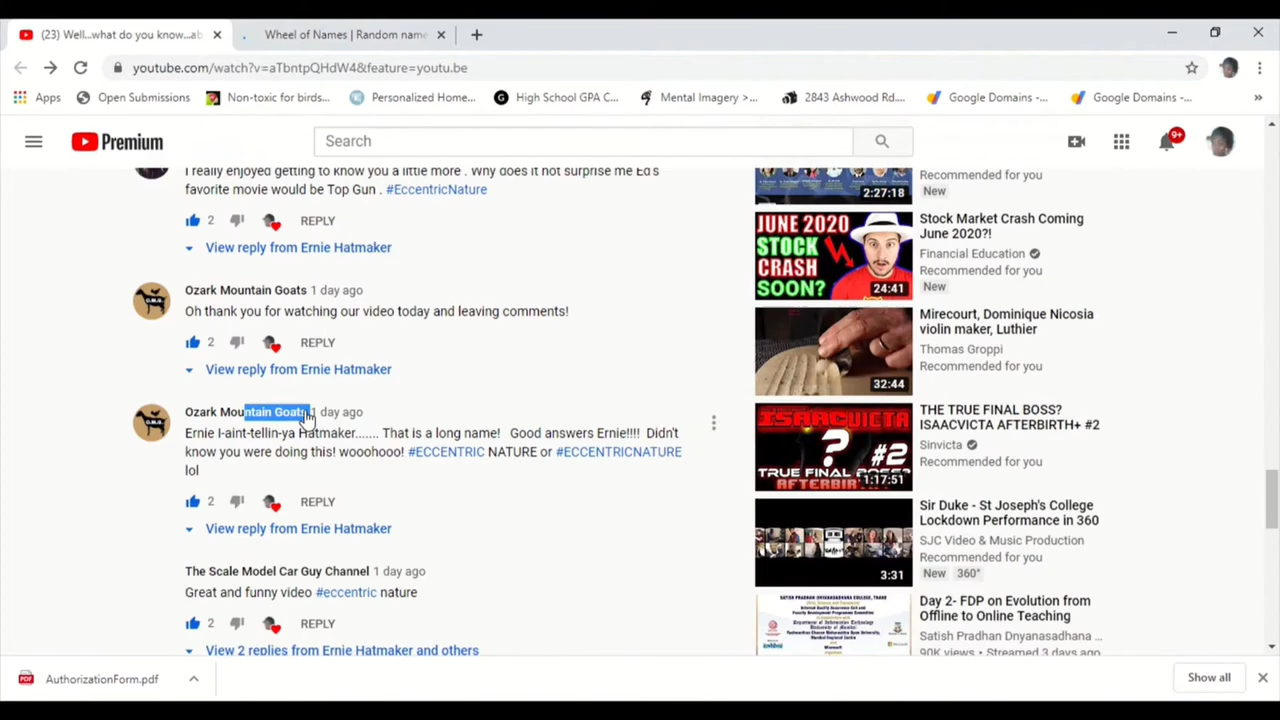 (23) Well...what do you know...ab
Wheel of Names | Random name
youtube.com/watch?v=aTbntpQHdW4&feature=youtu.be
Apps
Open Submissions
Non-toxic for birds...
Personalized Home...
High School GPA C...
Mental Imagery >...
2843 Ashwood Rd....
Google Domains -...
Google Domains -...
»
Premium
Search
9+
I really enjoyed getting to know you a little more . Why does it not surprise me Ed's
favorite movie would be Top Gun . #EccentricNature
2 REPLY
View reply from Ernie Hatmaker
Ozark Mountain Goats 1 day ago
Oh thank you for watching our video today and leaving comments!
2 REPLY
View reply from Ernie Hatmaker
Ozark Mountain Goats 1 day ago
Ernie I-aint-tellin-ya Hatmaker....... That is a long name! Good answers Ernie!!!! Didn't
know you were doing this! wooohooo! #ECCENTRIC NATURE or #ECCENTRICNATURE
lol
2 REPLY
View reply from Ernie Hatmaker
The Scale Model Car Guy Channel 1 day ago
Great and funny video #eccentric nature
2 REPLY
View 2 replies from Ernie Hatmaker and others
2:27:18
Recommended for you
New
JUNE 2020
STOCK
CRASH
SOON?
24:41
Stock Market Crash Coming
June 2020?!
Financial Education
Recommended for you
New
32:44
Mirecourt, Dominique Nicosia
violin maker, Luthier
Thomas Groppi
Recommended for you
ISAACVICTA
?
#2
TRUE FINAL BOSS?
AFTERBIRTH+
1:17:51
THE TRUE FINAL BOSS?
ISAACVICTA AFTERBIRTH+ #2
Sinvicta
Recommended for you
3:31
Sir Duke - St Joseph's College
Lockdown Performance in 360
SJC Video & Music Production
Recommended for you
New 360°
SATISH PRADHAN DNYANASADHANA COLLEGE, THANE
Day 2- FDP on Evolution from
Offline to Online Teaching
Satish Pradhan Dnyanasadhana ...
90K views • Streamed 3 days ago
PDF
AuthorizationForm.pdf
Show all